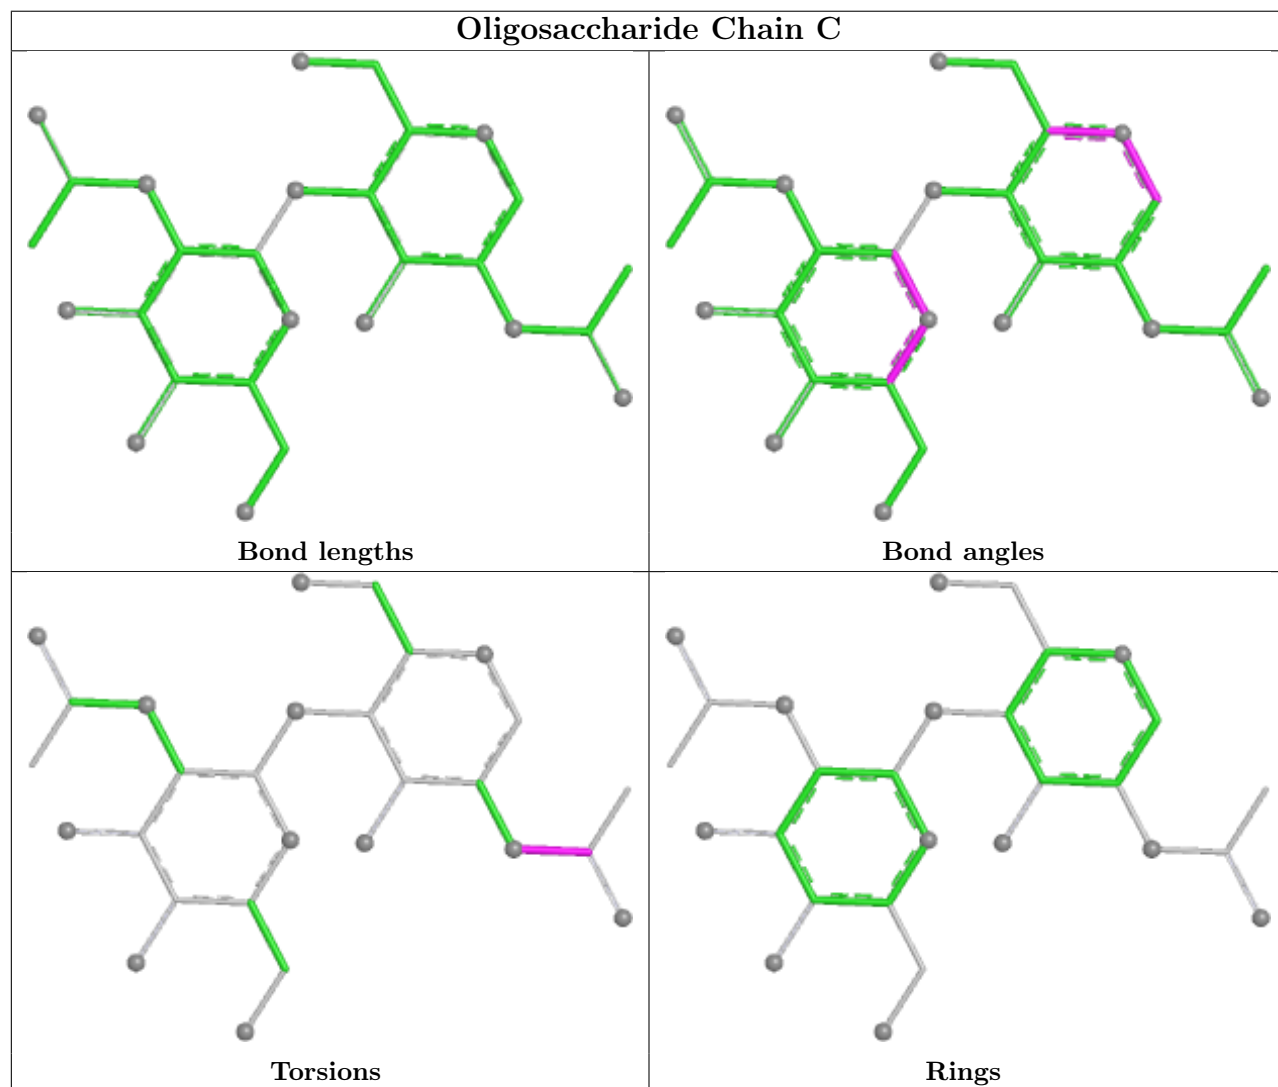 Oligosaccharide Chain C
Bond lengths
Bond angles
Torsions
Rings